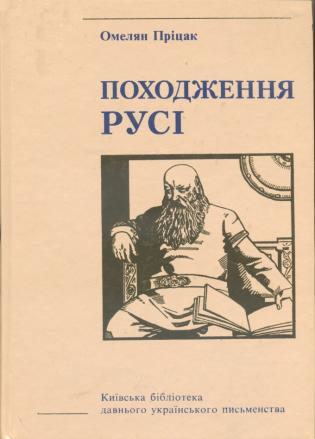 Омелян Пріцак
ПОХОДЖЕННЯ
РУСІ
Київська бібліотека
давнього українського письменства